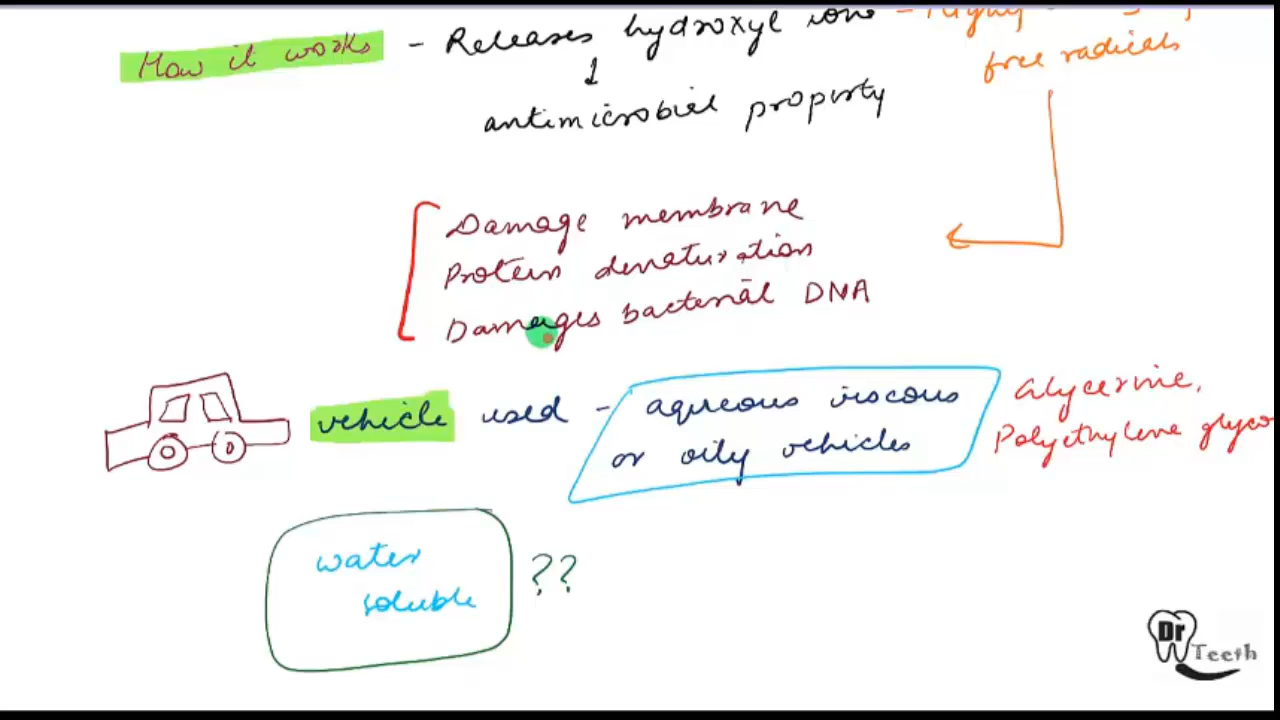 How it works - Releases hydroxyl ions -
free radicals
↓
antimicrobial property
Damage membrane
Protein denaturation
Damages bacterial DNA
vehicle used - aqueous viscous
or oily vehicles
Glycerine,
Polyethylene glyco
water
soluble
??
Dr
Teeth